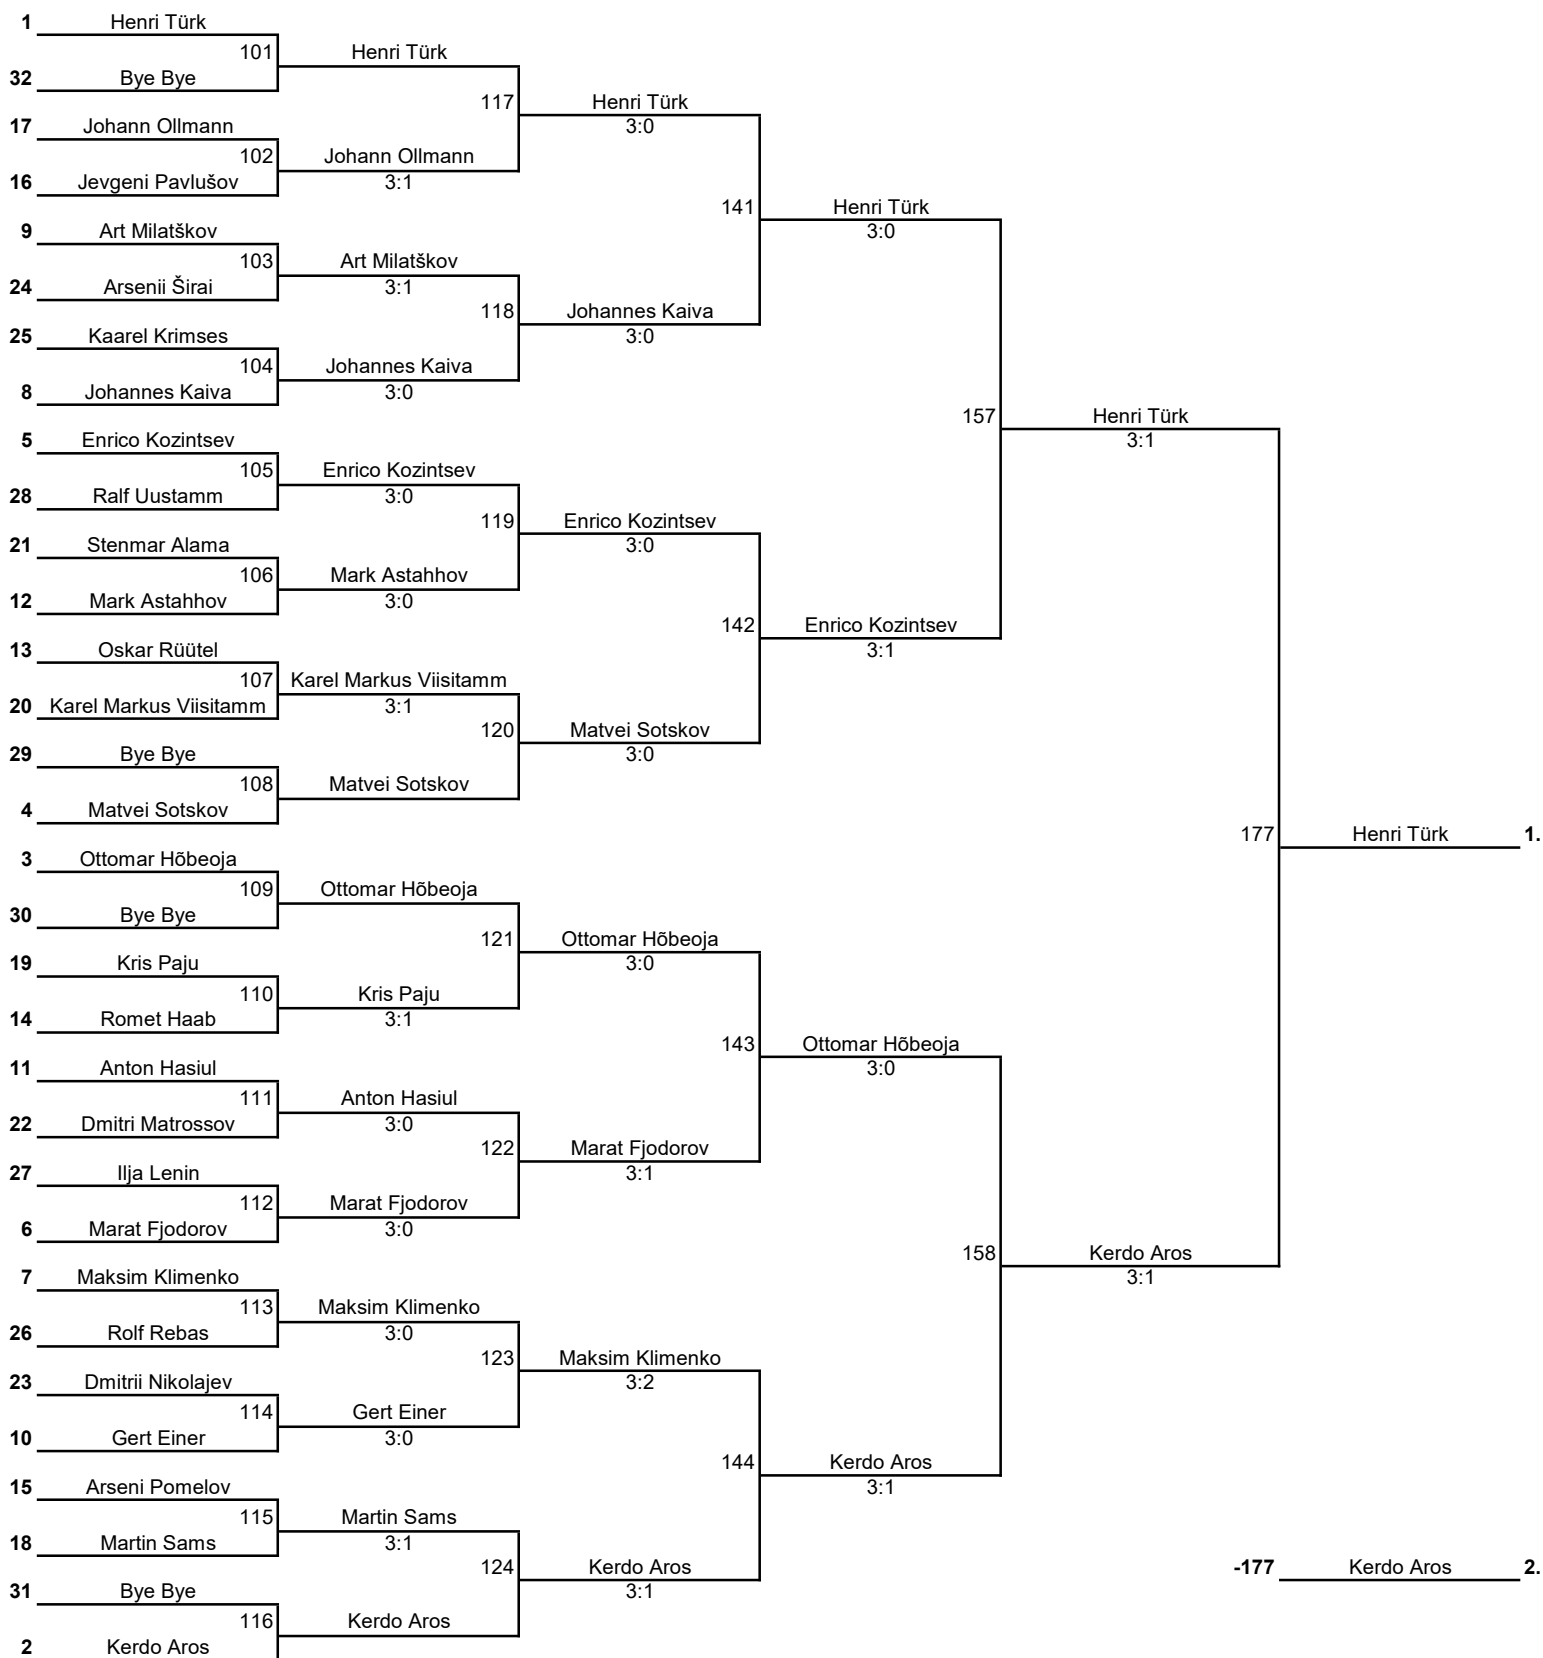 1 Henri Türk
101 Henri Türk
32 Bye Bye
117 Henri Türk
3:0
17 Johann Ollmann
102 Johann Ollmann
3:1
16 Jevgeni Pavlušov
141 Henri Türk
3:0
9 Art Milatškov
103 Art Milatškov
3:1
24 Arsenii Širai
118 Johannes Kaiva
3:0
25 Kaarel Krimses
104 Johannes Kaiva
3:0
8 Johannes Kaiva
157 Henri Türk
3:1
5 Enrico Kozintsev
105 Enrico Kozintsev
3:0
28 Ralf Uustamm
119 Enrico Kozintsev
3:0
21 Stenmar Alama
106 Mark Astahhov
3:0
12 Mark Astahhov
142 Enrico Kozintsev
3:1
13 Oskar Rüütel
107 Karel Markus Viisitamm
3:1
20 Karel Markus Viisitamm
120 Matvei Sotskov
3:0
29 Bye Bye
108 Matvei Sotskov
4 Matvei Sotskov
177 Henri Türk 1.
3 Ottomar Hõbeoja
109 Ottomar Hõbeoja
30 Bye Bye
121 Ottomar Hõbeoja
3:0
19 Kris Paju
110 Kris Paju
3:1
14 Romet Haab
143 Ottomar Hõbeoja
3:0
11 Anton Hasiul
111 Anton Hasiul
3:0
22 Dmitri Matrossov
122 Marat Fjodorov
3:1
27 Ilja Lenin
112 Marat Fjodorov
3:0
6 Marat Fjodorov
158 Kerdo Aros
3:1
7 Maksim Klimenko
113 Maksim Klimenko
3:0
26 Rolf Rebas
123 Maksim Klimenko
3:2
23 Dmitrii Nikolajev
114 Gert Einer
3:0
10 Gert Einer
144 Kerdo Aros
3:1
15 Arseni Pomelov
115 Martin Sams
3:1
18 Martin Sams
124 Kerdo Aros
3:1
-177 Kerdo Aros 2.
31 Bye Bye
116 Kerdo Aros
2 Kerdo Aros